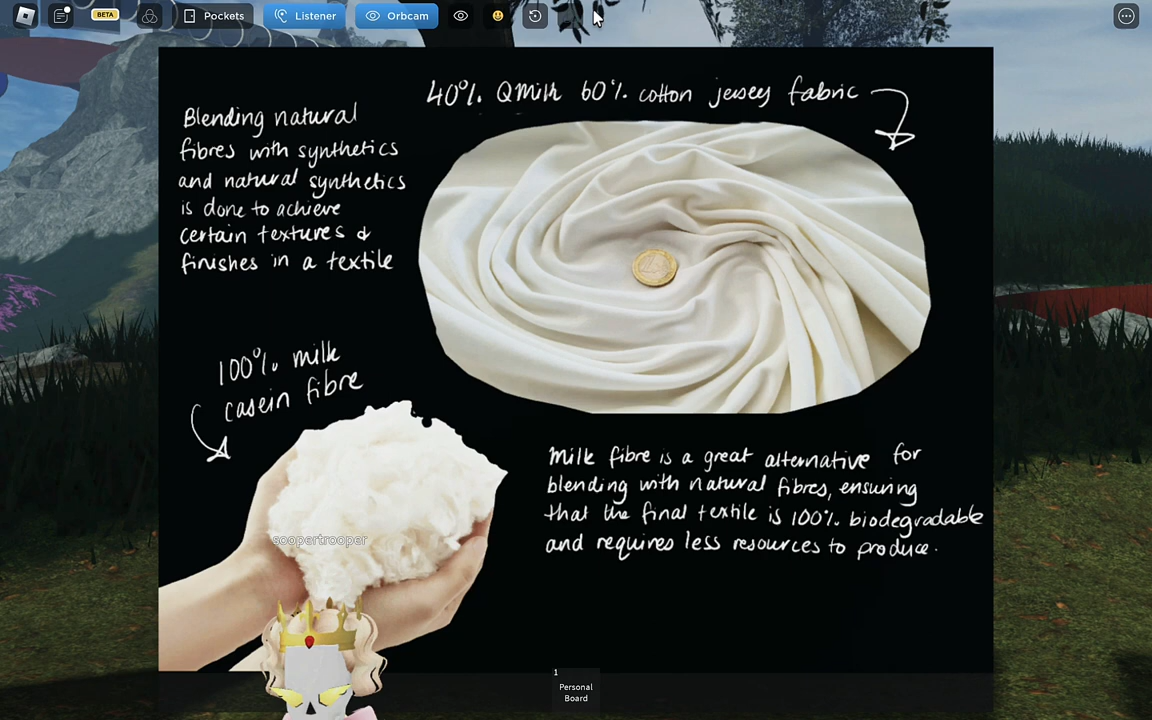 BETA
Pockets
Listener
Orbcam
40% QMilk 60% cotton jersey fabric
Blending natural
fibres with synthetics
and natural synthetics
is done to achieve
certain textures &
finishes in a textile
100% milk
casein fibre
Milk fibre is a great alternative for
blending with natural fibres, ensuring
that the final textile is 100% biodegradable
and requires less resources to produce.
soopertrooper
1
Personal
Board